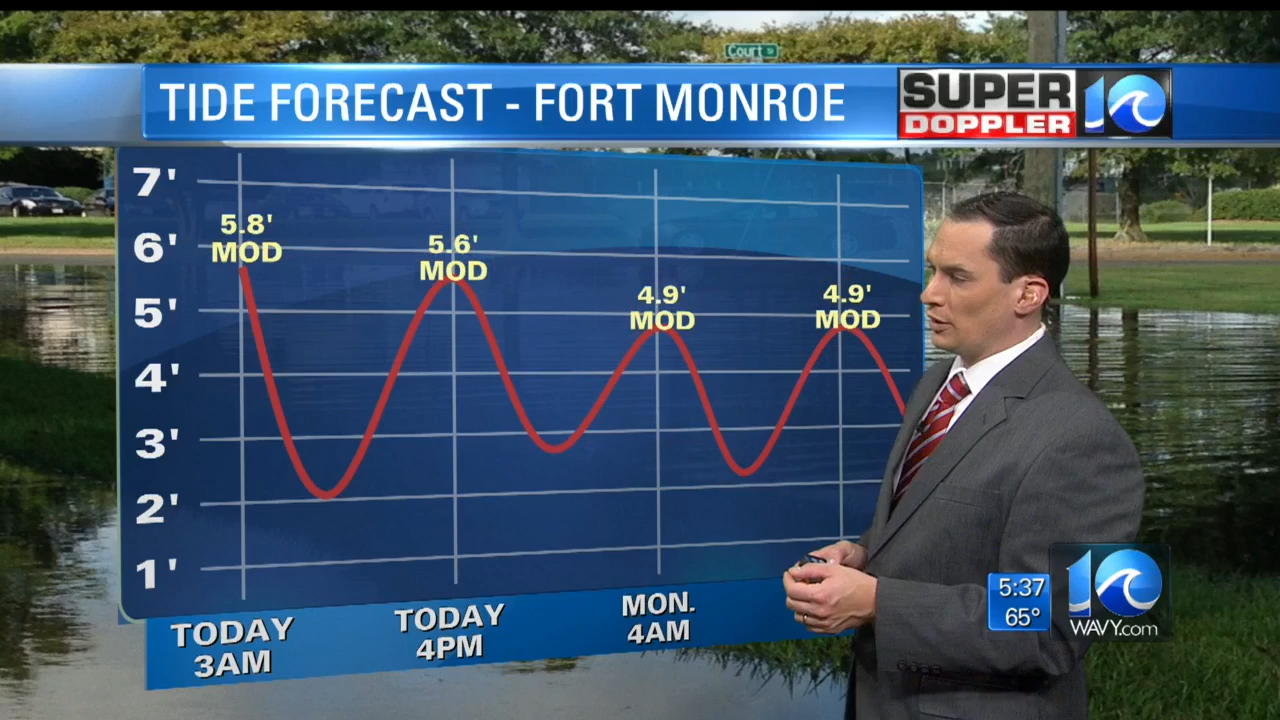 Court St
TIDE FORECAST - FORT MONROE
SUPER
DOPPLER
10
7'
6'
5'
4'
3'
2'
1'
5.8'
MOD
5.6'
MOD
4.9'
MOD
4.9'
MOD
TODAY
3AM
TODAY
4PM
MON.
4AM
5:37
65°
10
WAVY.com